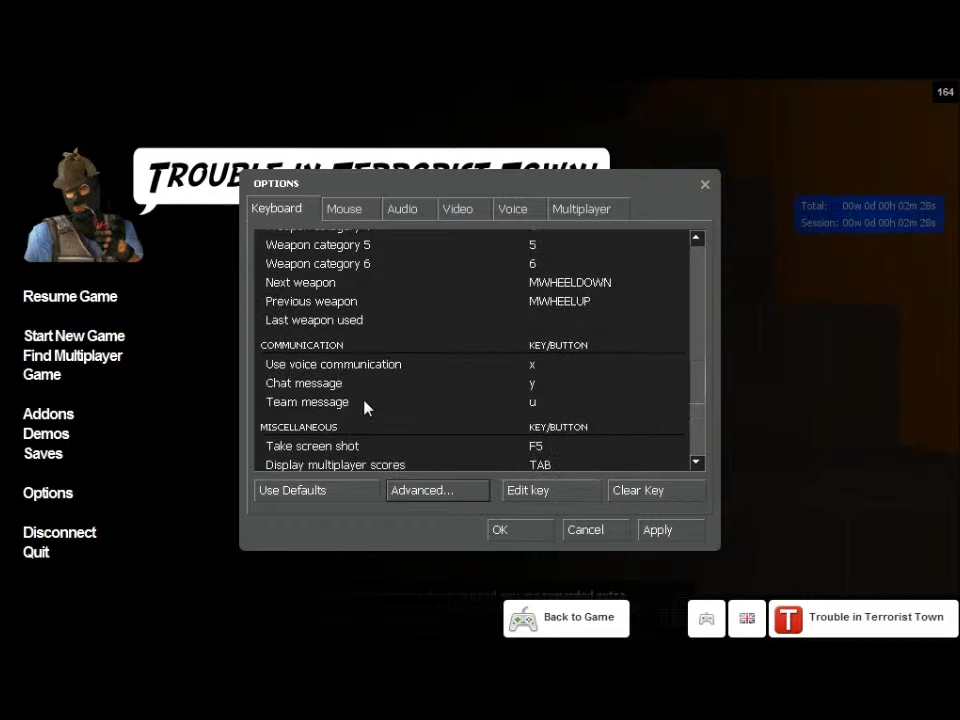 164
TROUBLE IN TERRORIST TOWN!
OPTIONS
Keyboard Mouse Audio Video Voice Multiplayer
Total: 00w 0d 00h 02m 28s
Session: 00w 0d 00h 02m 28s
Weapon category 5 5
Weapon category 6 6
Next weapon MWHEELDOWN
Previous weapon MWHEELUP
Last weapon used
COMMUNICATION KEY/BUTTON
Use voice communication x
Chat message y
Team message u
MISCELLANEOUS KEY/BUTTON
Take screen shot F5
Display multiplayer scores TAB
Use Defaults Advanced... Edit key Clear Key
OK Cancel Apply
Resume Game
Start New Game
Find Multiplayer
Game
Addons
Demos
Saves
Options
Disconnect
Quit
Back to Game
T Trouble in Terrorist Town